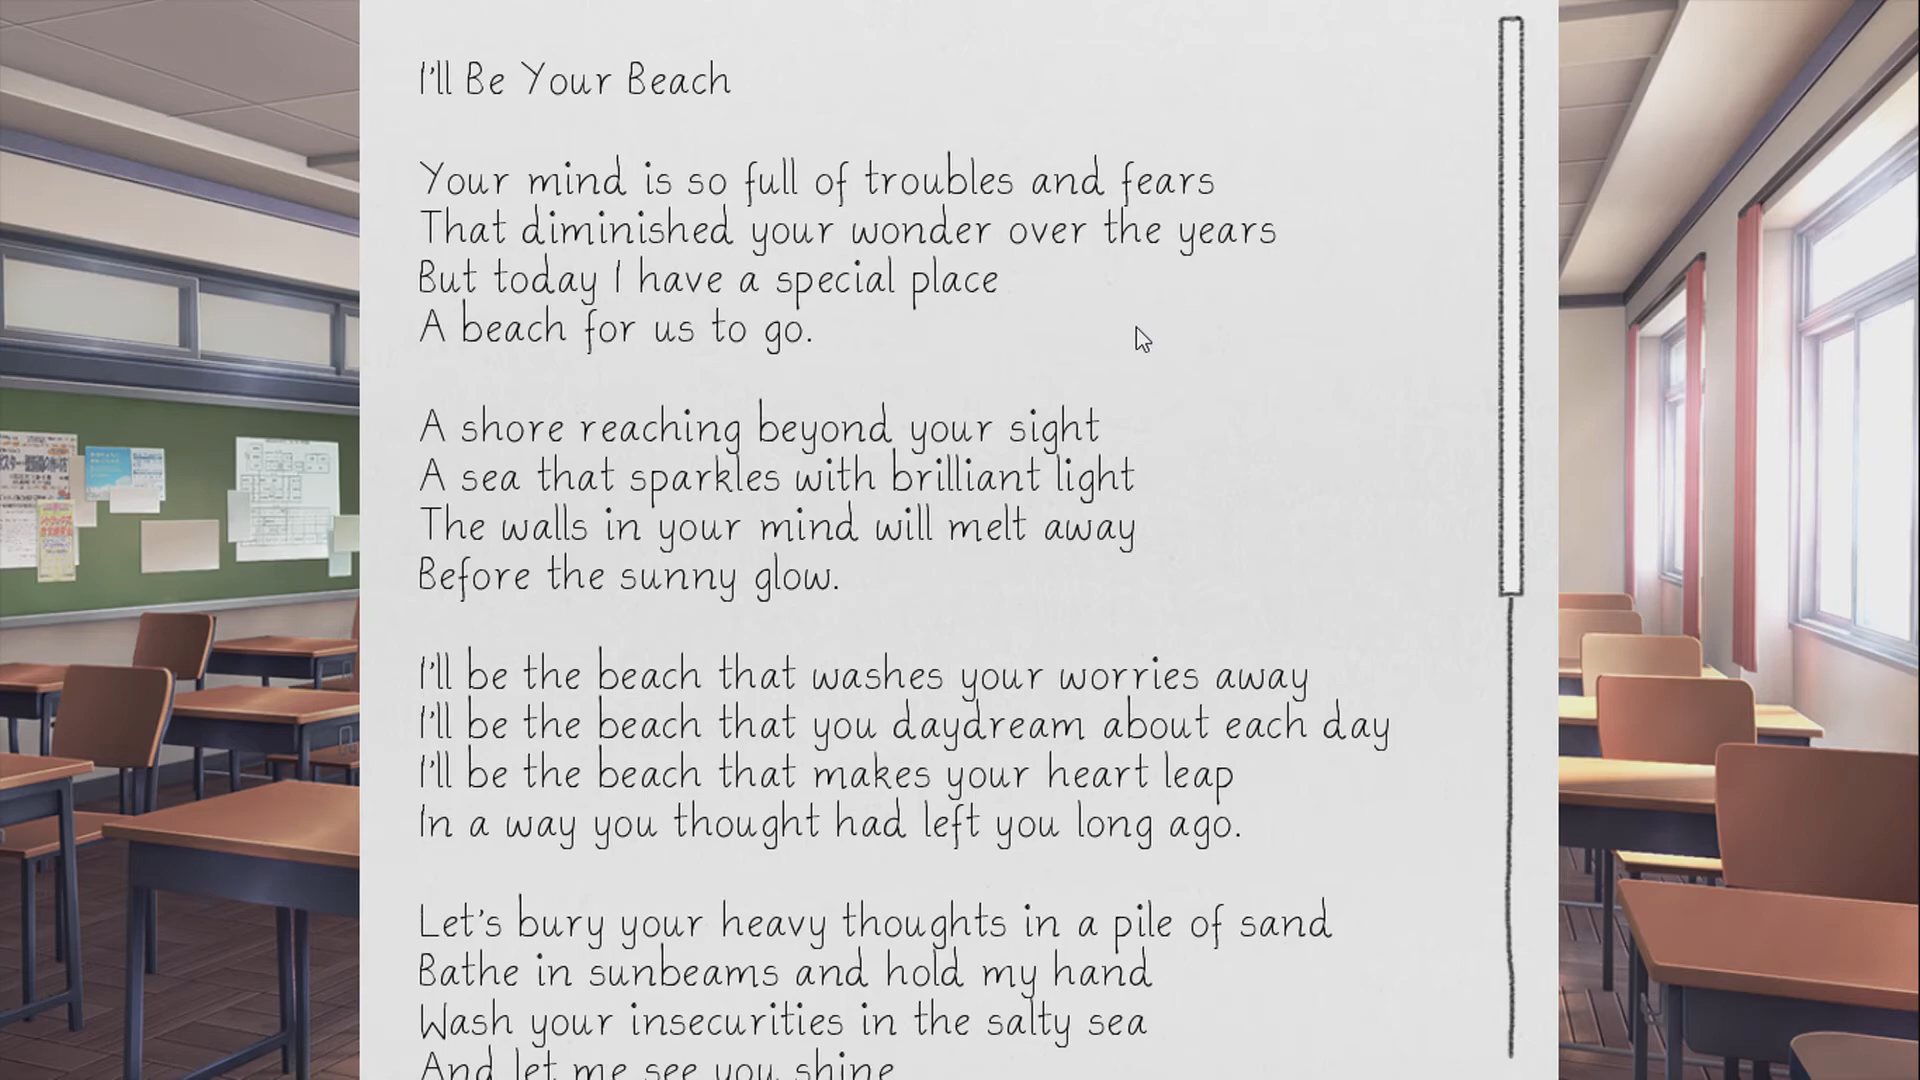 I'll Be Your Beach
Your mind is so full of troubles and fears
That diminished your wonder over the years
But today I have a special place
A beach for us to go.
A shore reaching beyond your sight
A sea that sparkles with brilliant light
The walls in your mind will melt away
Before the sunny glow.
I'll be the beach that washes your worries away
I'll be the beach that you daydream about each day
I'll be the beach that makes your heart leap
In a way you thought had left you long ago.
Let's bury your heavy thoughts in a pile of sand
Bathe in sunbeams and hold my hand
Wash your insecurities in the salty sea
And let me see you shine